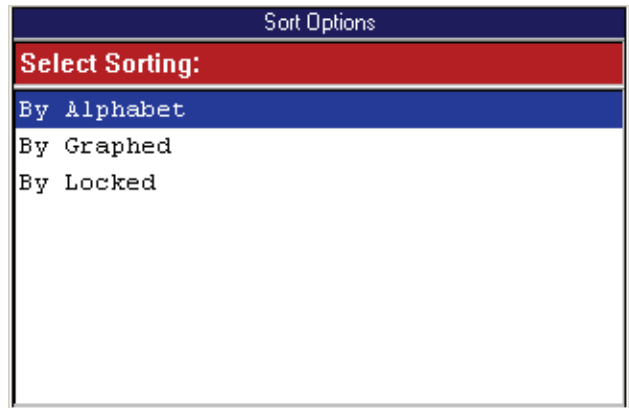 Sort Options
Select Sorting:
By Alphabet
By Graphed
By Locked